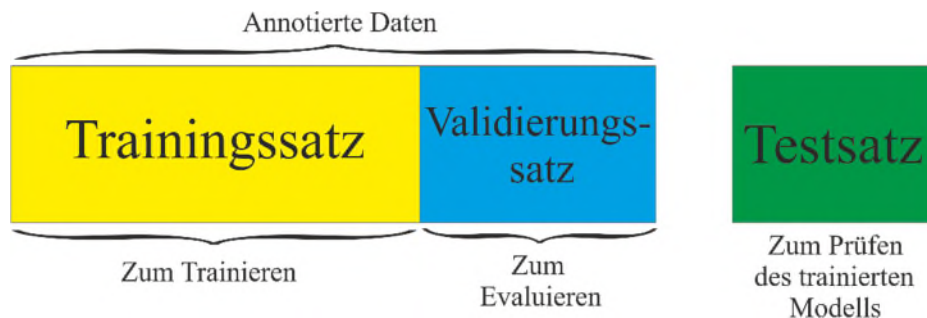 Annotierte Daten
Trainingssatz
Validierungs-
satz
Testsatz
Zum Trainieren
Zum
Evaluieren
Zum Prüfen
des trainierten
Modells